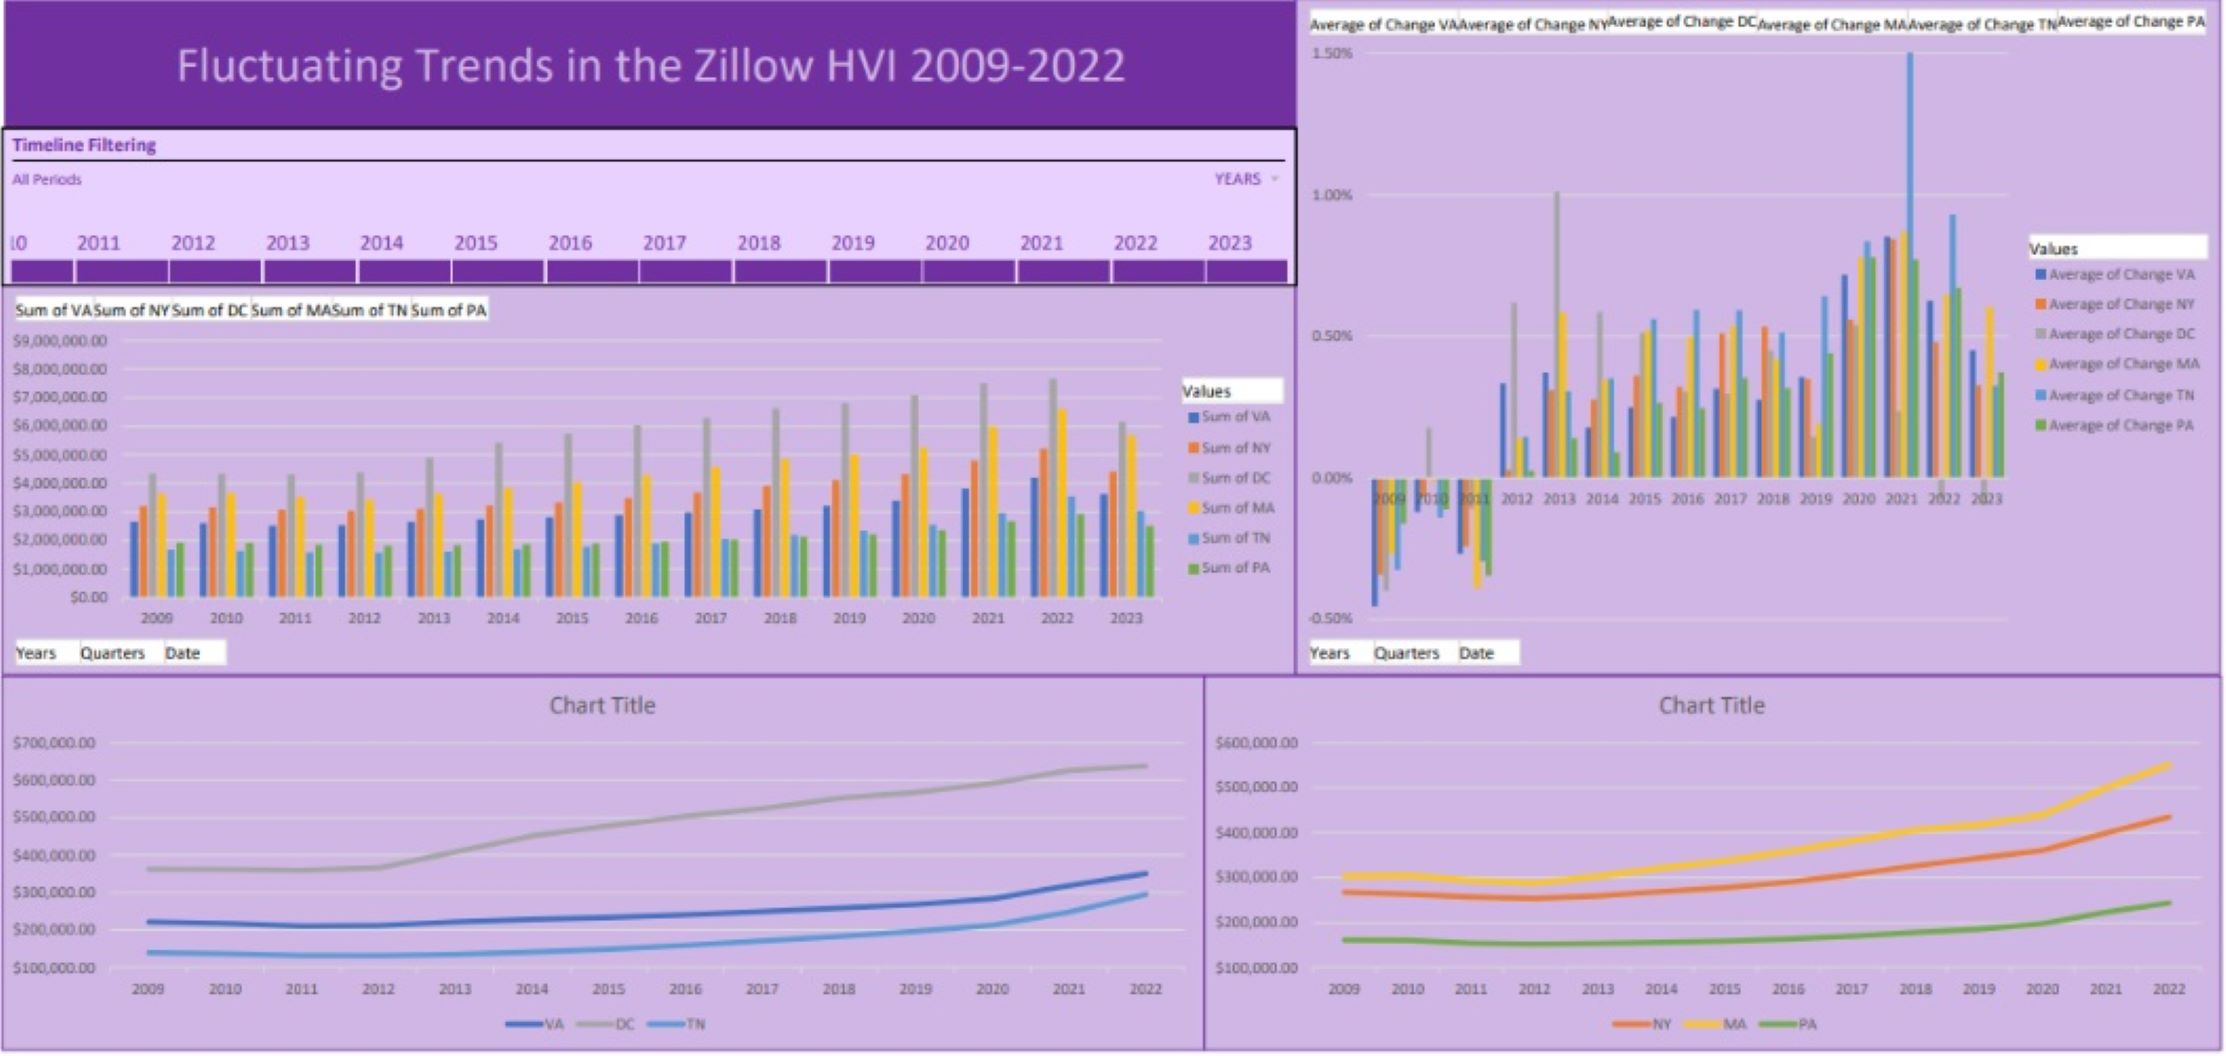 Fluctuating Trends in the Zillow HVI 2009-2022
Timeline Filtering
All Periods YEARS
10 2011 2012 2013 2014 2015 2016 2017 2018 2019 2020 2021 2022 2023
Sum of VA Sum of NY Sum of DC Sum of MA Sum of TN Sum of PA
$9,000,000.00
$8,000,000.00
$7,000,000.00
$6,000,000.00
$5,000,000.00
$4,000,000.00
$3,000,000.00
$2,000,000.00
$1,000,000.00
$0.00
2009 2010 2011 2012 2013 2014 2015 2016 2017 2018 2019 2020 2021 2022 2023
Values
Sum of VA
Sum of NY
Sum of DC
Sum of MA
Sum of TN
Sum of PA
Years Quarters Date
Average of Change VA Average of Change NY Average of Change DC Average of Change MA Average of Change TN Average of Change PA
1.50%
1.00%
0.50%
0.00%
-0.50%
2009 2010 2011 2012 2013 2014 2015 2016 2017 2018 2019 2020 2021 2022 2023
Values
Average of Change VA
Average of Change NY
Average of Change DC
Average of Change MA
Average of Change TN
Average of Change PA
Years Quarters Date
Chart Title
$700,000.00
$600,000.00
$500,000.00
$400,000.00
$300,000.00
$200,000.00
$100,000.00
2009 2010 2011 2012 2013 2014 2015 2016 2017 2018 2019 2020 2021 2022
VA DC TN
Chart Title
$600,000.00
$500,000.00
$400,000.00
$300,000.00
$200,000.00
$100,000.00
2009 2010 2011 2012 2013 2014 2015 2016 2017 2018 2019 2020 2021 2022
NY MA PA